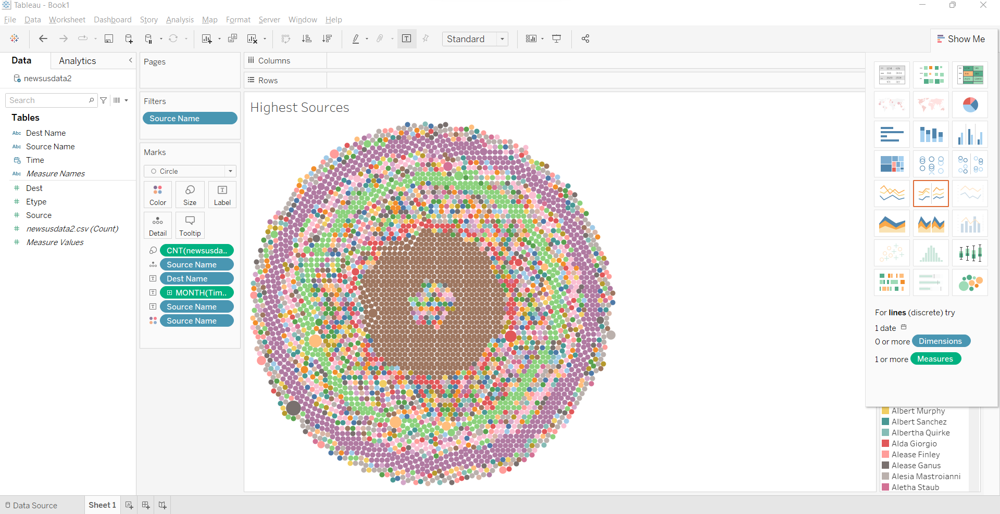 Tableau - Book1
File Data Worksheet Dashboard Story Analysis Map Format Server Window Help
Standard
Show Me
Data Analytics
newsusdata2
Search
Tables
Abc Dest Name
Abc Source Name
Time
Abc Measure Names
Dest
Etype
Source
newsusdata2.csv (Count)
Measure Values
Pages
Filters
Source Name
Marks
Circle
Color Size Label
Detail Tooltip
CNT(newsusda..
Source Name
Dest Name
MONTH(Tim..
Source Name
Source Name
Columns
Rows
Highest Sources
For lines (discrete) try
1 date
0 or more Dimensions
1 or more Measures
Albert Murphy
Albert Sanchez
Albertha Quirke
Alda Giorgio
Alease Finley
Alease Ganus
Alesia Mastroianni
Aletha Staub
Data Source Sheet 1